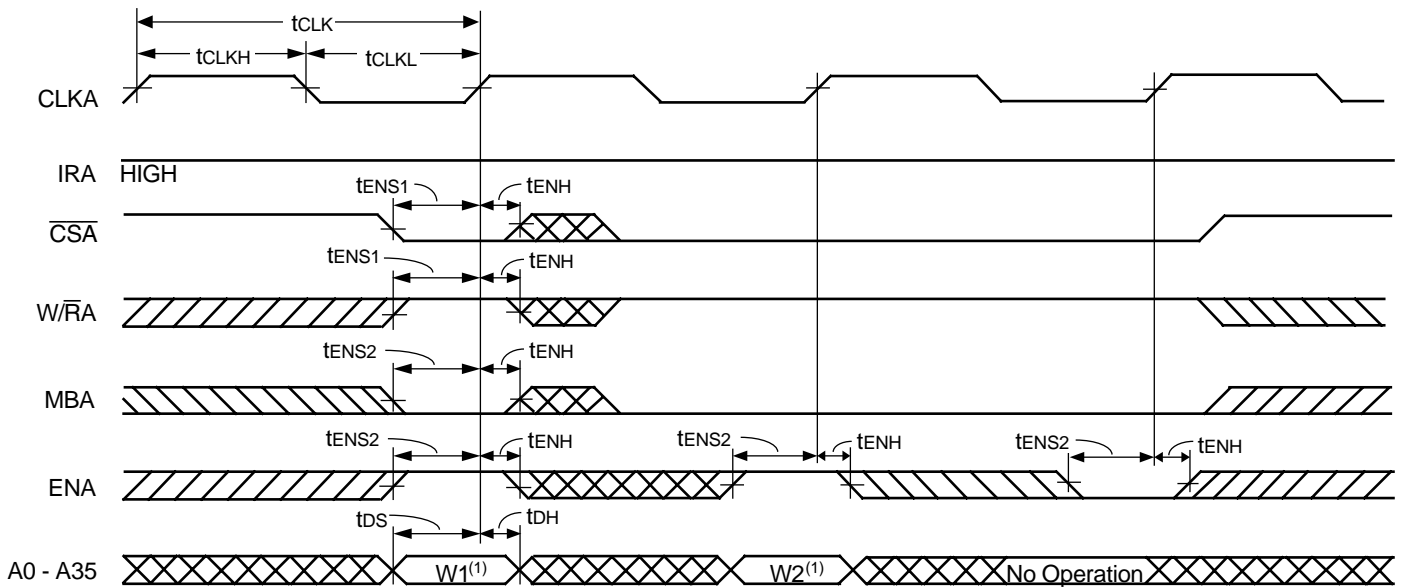 tCLK
tCLKH tCLKL
CLKA
IRA HIGH
tENS1 tENH
CSA
tENS1 tENH
W/RA
tENS2 tENH
MBA
tENS2 tENH tENS2 tENH tENS2 tENH
ENA
tDS tDH
A0 - A35 W1(1) W2(1) No Operation